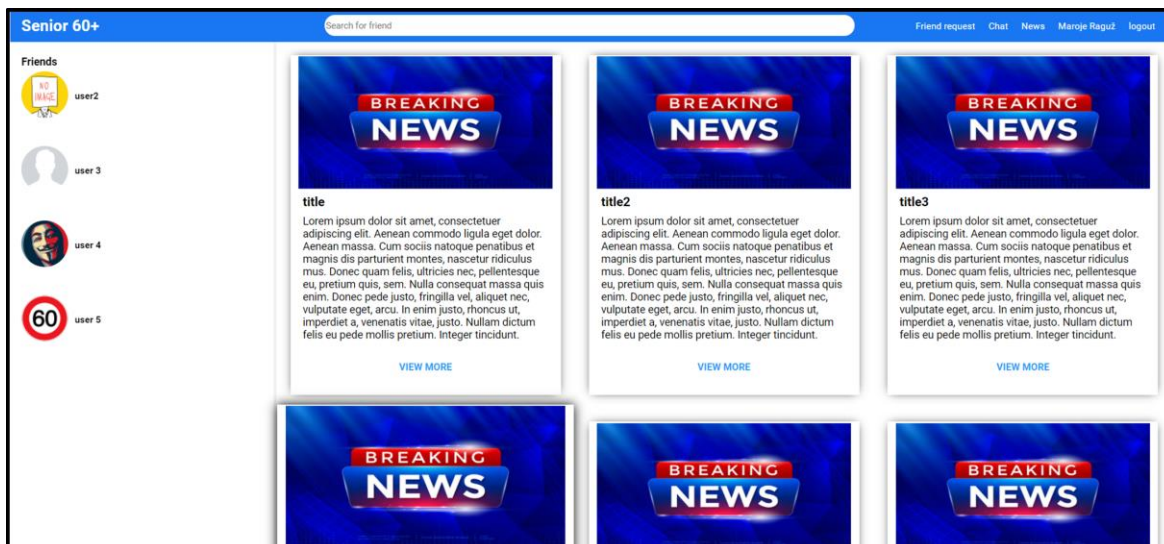 Senior 60+
Search for friend
Friend request Chat News Maroje Raguž logout
Friends
NO
IMAGE
user2
user 3
user 4
60
user 5
BREAKING
NEWS
title
Lorem ipsum dolor sit amet, consectetuer
adipiscing elit. Aenean commodo ligula eget dolor.
Aenean massa. Cum sociis natoque penatibus et
magnis dis parturient montes, nascetur ridiculus
mus. Donec quam felis, ultricies nec, pellentesque
eu, pretium quis, sem. Nulla consequat massa quis
enim. Donec pede justo, fringilla vel, aliquet nec,
vulputate eget, arcu. In enim justo, rhoncus ut,
imperdiet a, venenatis vitae, justo. Nullam dictum
felis eu pede mollis pretium. Integer tincidunt.
VIEW MORE
BREAKING
NEWS
title2
Lorem ipsum dolor sit amet, consectetuer
adipiscing elit. Aenean commodo ligula eget dolor.
Aenean massa. Cum sociis natoque penatibus et
magnis dis parturient montes, nascetur ridiculus
mus. Donec quam felis, ultricies nec, pellentesque
eu, pretium quis, sem. Nulla consequat massa quis
enim. Donec pede justo, fringilla vel, aliquet nec,
vulputate eget, arcu. In enim justo, rhoncus ut,
imperdiet a, venenatis vitae, justo. Nullam dictum
felis eu pede mollis pretium. Integer tincidunt.
VIEW MORE
BREAKING
NEWS
title3
Lorem ipsum dolor sit amet, consectetuer
adipiscing elit. Aenean commodo ligula eget dolor.
Aenean massa. Cum sociis natoque penatibus et
magnis dis parturient montes, nascetur ridiculus
mus. Donec quam felis, ultricies nec, pellentesque
eu, pretium quis, sem. Nulla consequat massa quis
enim. Donec pede justo, fringilla vel, aliquet nec,
vulputate eget, arcu. In enim justo, rhoncus ut,
imperdiet a, venenatis vitae, justo. Nullam dictum
felis eu pede mollis pretium. Integer tincidunt.
VIEW MORE
BREAKING
NEWS
BREAKING
NEWS
BREAKING
NEWS